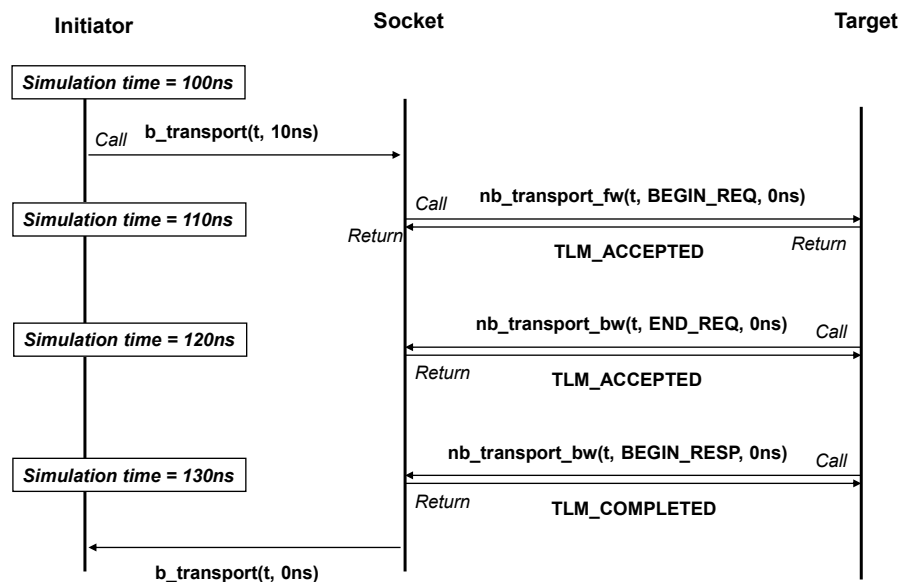 Initiator
Socket
Target
Simulation time = 100ns
Call
b_transport(t, 10ns)
Call
nb_transport_fw(t, BEGIN_REQ, 0ns)
Simulation time = 110ns
Return
TLM_ACCEPTED
Return
nb_transport_bw(t, END_REQ, 0ns)
Call
Simulation time = 120ns
Return
TLM_ACCEPTED
nb_transport_bw(t, BEGIN_RESP, 0ns)
Call
Simulation time = 130ns
Return
TLM_COMPLETED
b_transport(t, 0ns)